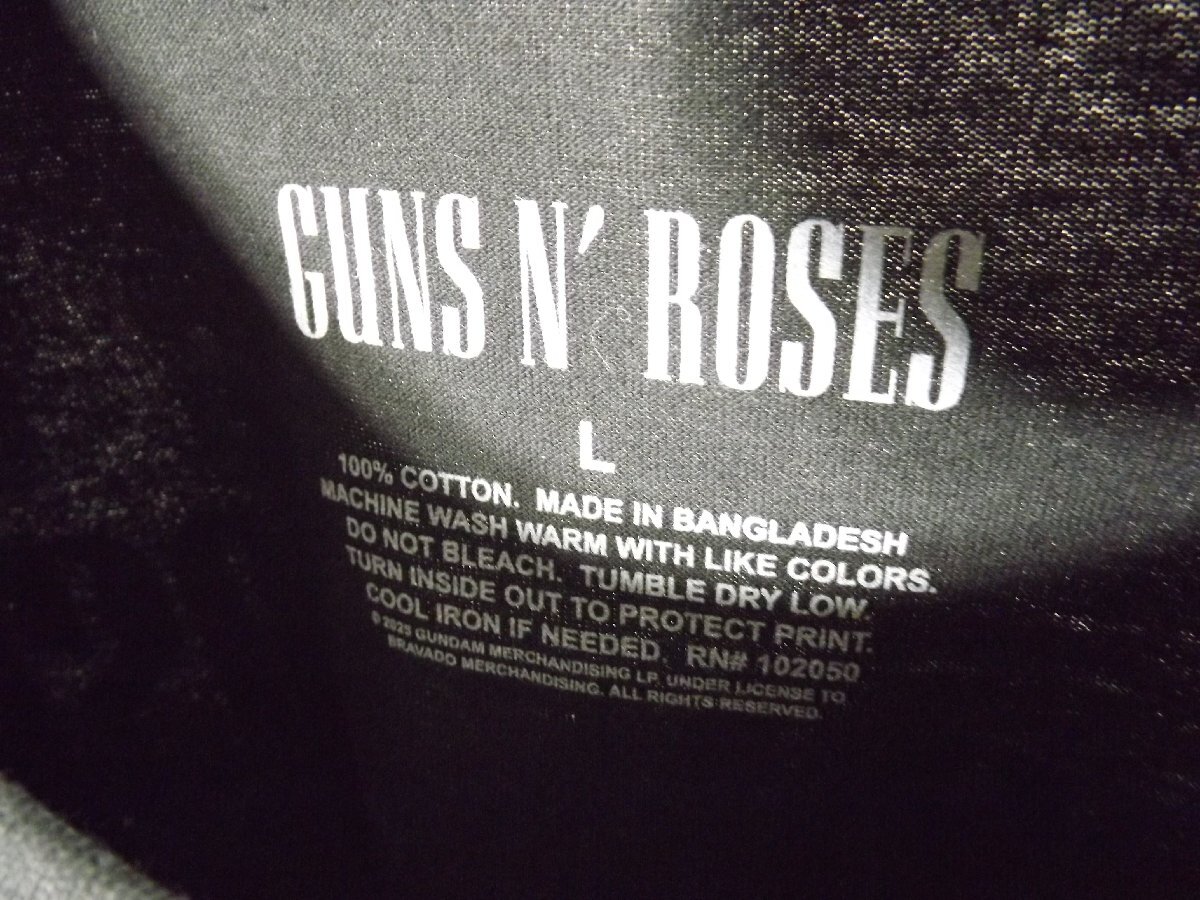 GUNS N' ROSES
L
100% COTTON. MADE IN BANGLADESH
MACHINE WASH WARM WITH LIKE COLORS.
DO NOT BLEACH. TUMBLE DRY LOW.
TURN INSIDE OUT TO PROTECT PRINT.
COOL IRON IF NEEDED. RN# 102050
© 2025 GUNDAM MERCHANDISING LP. UNDER LICENSE TO
BRAVADO MERCHANDISING. ALL RIGHTS RESERVED.